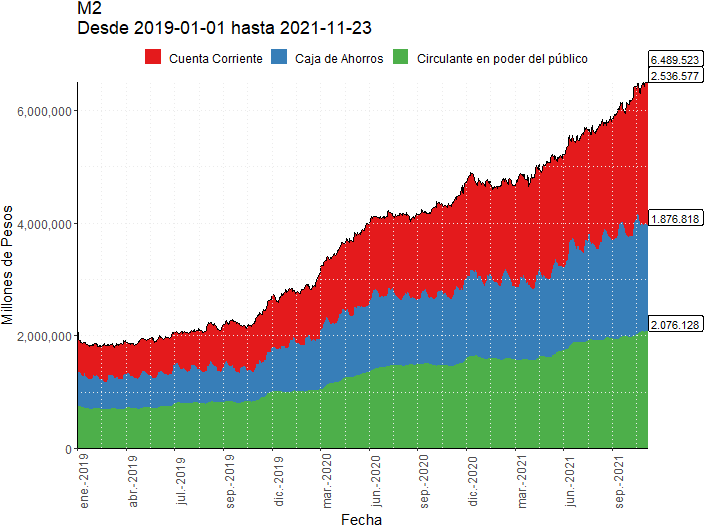 M2
Desde 2019-01-01 hasta 2021-11-23
Cuenta Corriente
Caja de Ahorros
Circulante en poder del público
6.489.523
2.536.577
1.876.818
2.076.128
6,000,000
4,000,000
2,000,000
0
Millones de Pesos
ene.-2019
abr.-2019
jul.-2019
sep.-2019
dic.-2019
mar.-2020
jun.-2020
sep.-2020
dic.-2020
mar.-2021
jun.-2021
sep.-2021
Fecha